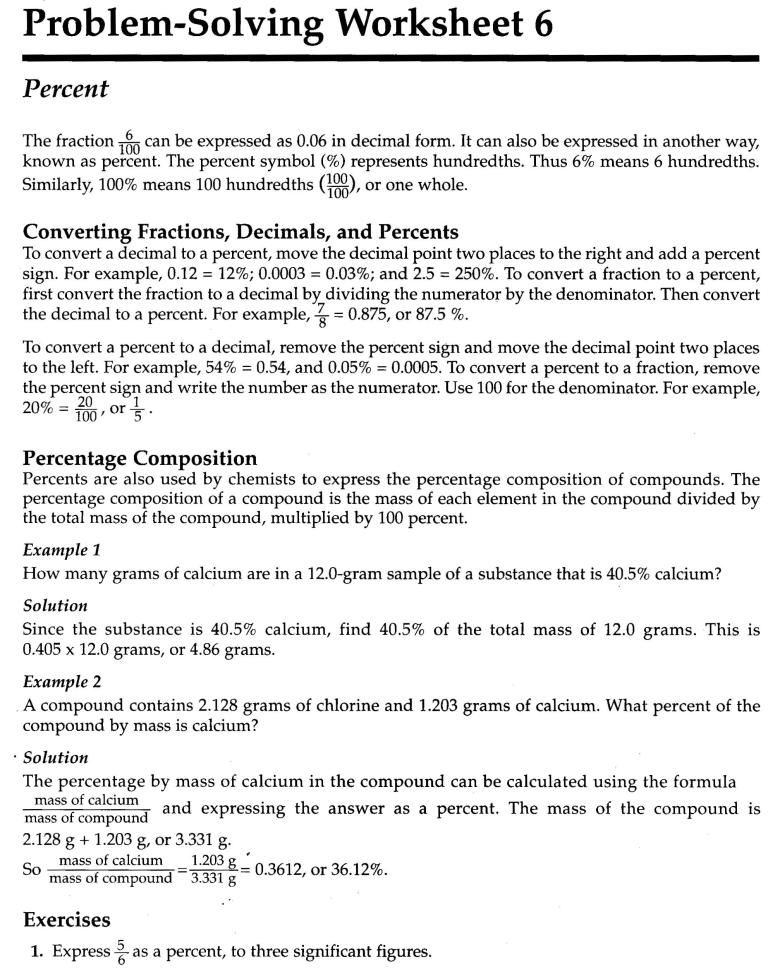 Problem-Solving Worksheet 6
Percent
The fraction 6/100 can be expressed as 0.06 in decimal form. It can also be expressed in another way,
known as percent. The percent symbol (%) represents hundredths. Thus 6% means 6 hundredths.
Similarly, 100% means 100 hundredths (100/100), or one whole.
Converting Fractions, Decimals, and Percents
To convert a decimal to a percent, move the decimal point two places to the right and add a percent
sign. For example, 0.12 = 12%; 0.0003 = 0.03%; and 2.5 = 250%. To convert a fraction to a percent,
first convert the fraction to a decimal by dividing the numerator by the denominator. Then convert
the decimal to a percent. For example, 7/8 = 0.875, or 87.5 %.
To convert a percent to a decimal, remove the percent sign and move the decimal point two places
to the left. For example, 54% = 0.54, and 0.05% = 0.0005. To convert a percent to a fraction, remove
the percent sign and write the number as the numerator. Use 100 for the denominator. For example,
20% = 20/100, or 1/5.
Percentage Composition
Percents are also used by chemists to express the percentage composition of compounds. The
percentage composition of a compound is the mass of each element in the compound divided by
the total mass of the compound, multiplied by 100 percent.
Example 1
How many grams of calcium are in a 12.0-gram sample of a substance that is 40.5% calcium?
Solution
Since the substance is 40.5% calcium, find 40.5% of the total mass of 12.0 grams. This is
0.405 x 12.0 grams, or 4.86 grams.
Example 2
A compound contains 2.128 grams of chlorine and 1.203 grams of calcium. What percent of the
compound by mass is calcium?
Solution
The percentage by mass of calcium in the compound can be calculated using the formula
mass of calcium/mass of compound and expressing the answer as a percent. The mass of the compound is
2.128 g + 1.203 g, or 3.331 g.
So mass of calcium/mass of compound = 1.203 g/3.331 g = 0.3612, or 36.12%.
Exercises
1. Express 5/6 as a percent, to three significant figures.